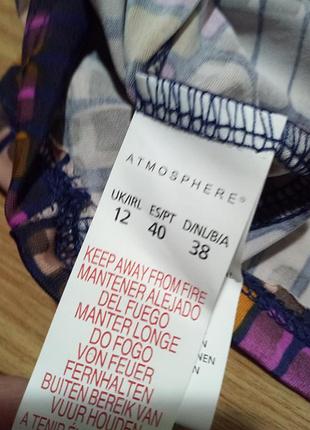 ATMOSPHERE®
UK/IRL ES/PT D/NL/B/A
12 40 38
KEEP AWAY FROM FIRE
MANTENER ALEJADO
DEL FUEGO
MANTER LONGE
DO FOGO
VON FEUER
FERNHALTEN
BUITEN BEREIK VAN
VUUR HOUDEN